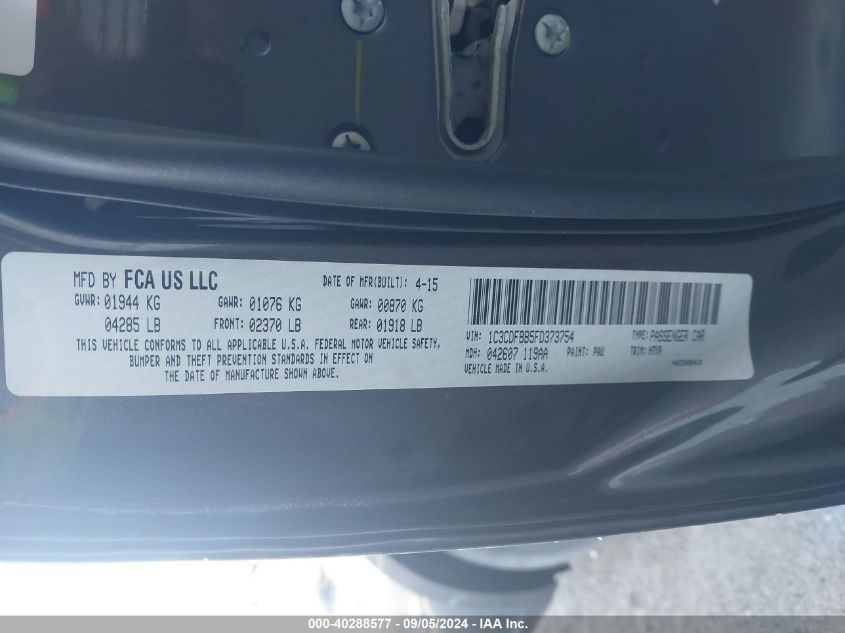 MFD BY FCA US LLC DATE OF MFR(BUILT): 4-15
GVWR: 01944 KG GAWR: 01076 KG GAWR: 00870 KG
04285 LB FRONT: 02370 LB REAR: 01918 LB
THIS VEHICLE CONFORMS TO ALL APPLICABLE U.S.A. FEDERAL MOTOR VEHICLE SAFETY,
BUMPER AND THEFT PREVENTION STANDARDS IN EFFECT ON
THE DATE OF MANUFACTURE SHOWN ABOVE.
VIN: 1C3CDFBB5FD373754 TYPE: PASSENGER CAR
MDH: 042607 119AA PAINT: PAU TRIM:
VEHICLE MADE IN U.S.A.
000-40288577 - 09/05/2024 - IAA Inc.